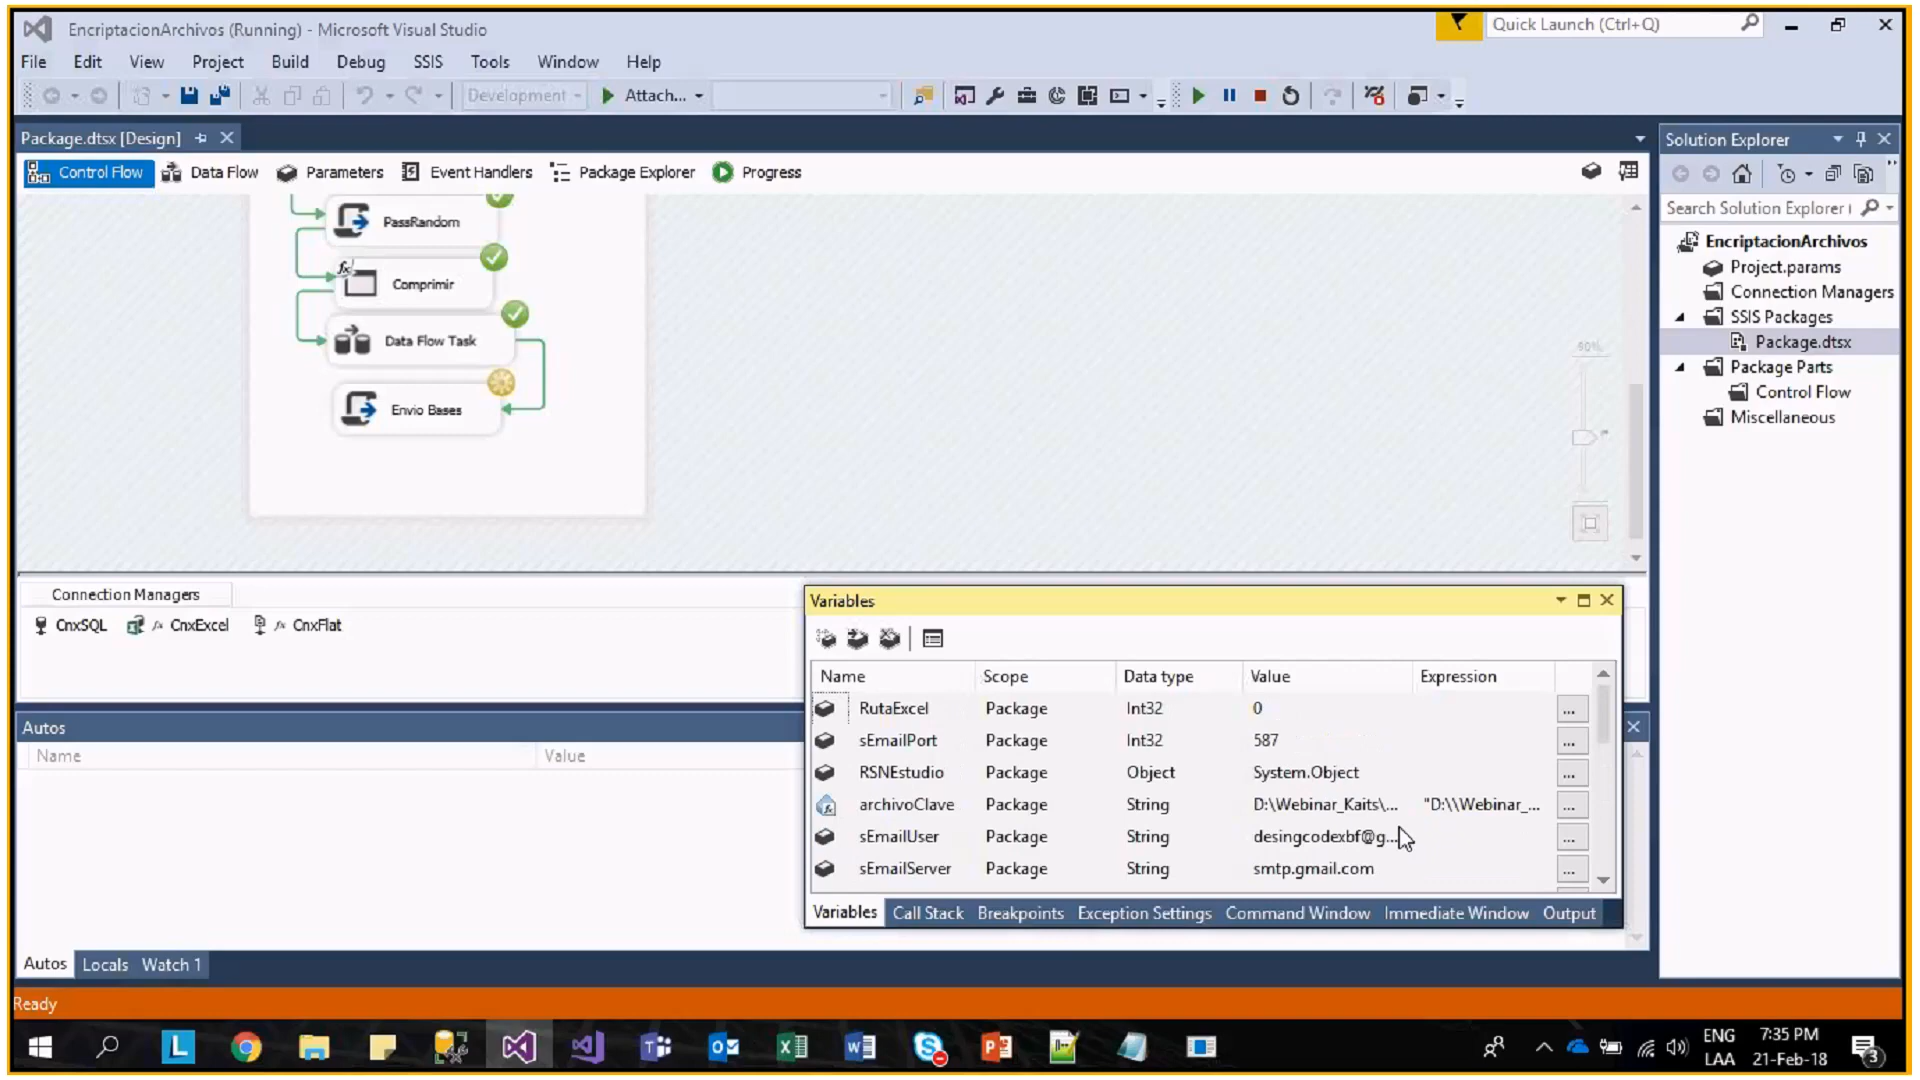 EncriptacionArchivos (Running) - Microsoft Visual Studio
Quick Launch (Ctrl+Q)
File Edit View Project Build Debug SSIS Tools Window Help
Development Attach...
Package.dtsx [Design]
Control Flow Data Flow Parameters Event Handlers Package Explorer Progress
PassRandom
Comprimir
Data Flow Task
Envio Bases
90%
Connection Managers
CnxSQL CnxExcel CnxFlat
Autos
Name Value
Autos Locals Watch 1
Variables
Name Scope Data type Value Expression
RutaExcel Package Int32 0 ...
sEmailPort Package Int32 587 ...
RSNEstudio Package Object System.Object ...
archivoClave Package String D:\Webinar_Kaits\... "D:\\Webinar_... ...
sEmailUser Package String desingcodexbf@g... ...
sEmailServer Package String smtp.gmail.com ...
Variables Call Stack Breakpoints Exception Settings Command Window Immediate Window Output
Solution Explorer
Search Solution Explorer (
EncriptacionArchivos
Project.params
Connection Managers
SSIS Packages
Package.dtsx
Package Parts
Control Flow
Miscellaneous
Ready
ENG
LAA
7:35 PM
21-Feb-18
3